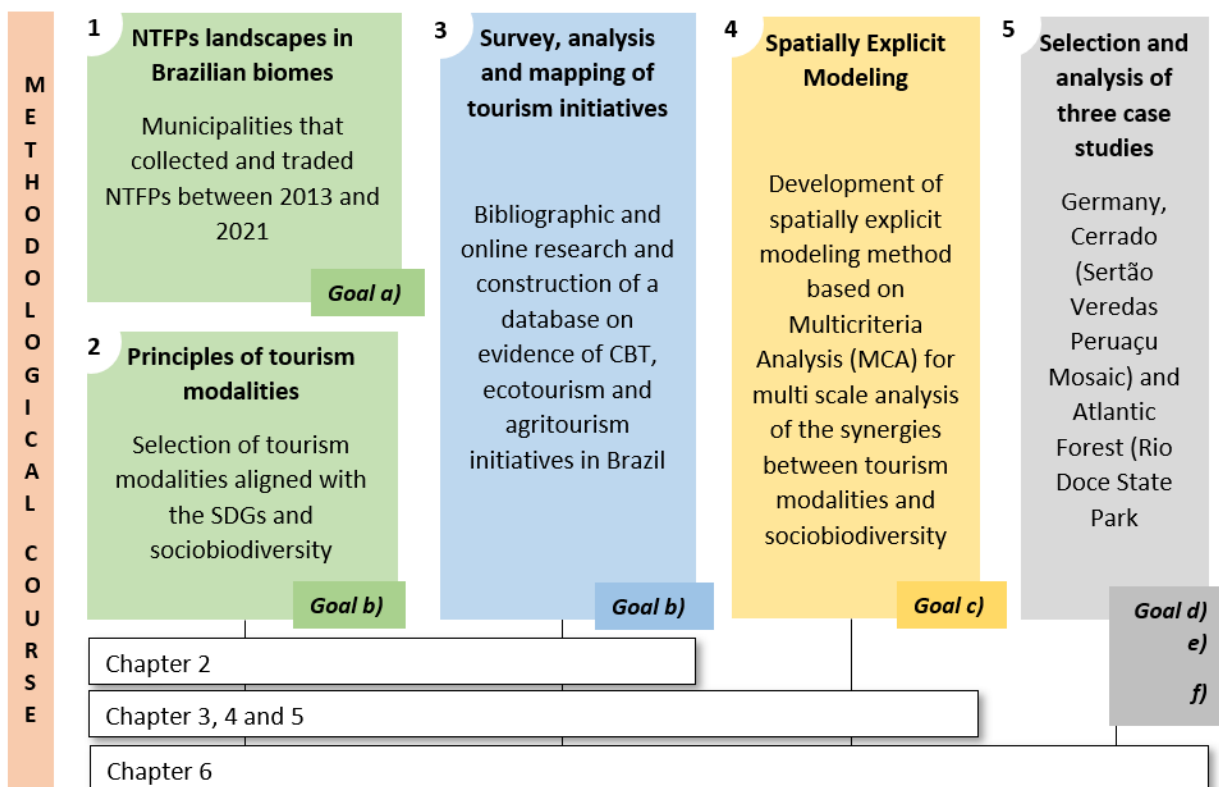 METHODOLOGICAL COURSE
1
NTFPs landscapes in
Brazilian biomes
Municipalities that
collected and traded
NTFPs between 2013 and
2021
Goal a)
2
Principles of tourism
modalities
Selection of tourism
modalities aligned with
the SDGs and
sociobiodiversity
Goal b)
3
Survey, analysis
and mapping of
tourism initiatives
Bibliographic and
online research and
construction of a
database on
evidence of CBT,
ecotourism and
agritourism
initiatives in Brazil
Goal b)
4
Spatially Explicit
Modeling
Development of
spatially explicit
modeling method
based on
Multicriteria
Analysis (MCA) for
multi scale analysis
of the synergies
between tourism
modalities and
sociobiodiversity
Goal c)
5
Selection and
analysis of
three case
studies
Germany,
Cerrado
(Sertão
Veredas
Peruaçu
Mosaic) and
Atlantic
Forest (Rio
Doce State
Park
Goal d)
e)
f)
Chapter 2
Chapter 3, 4 and 5
Chapter 6